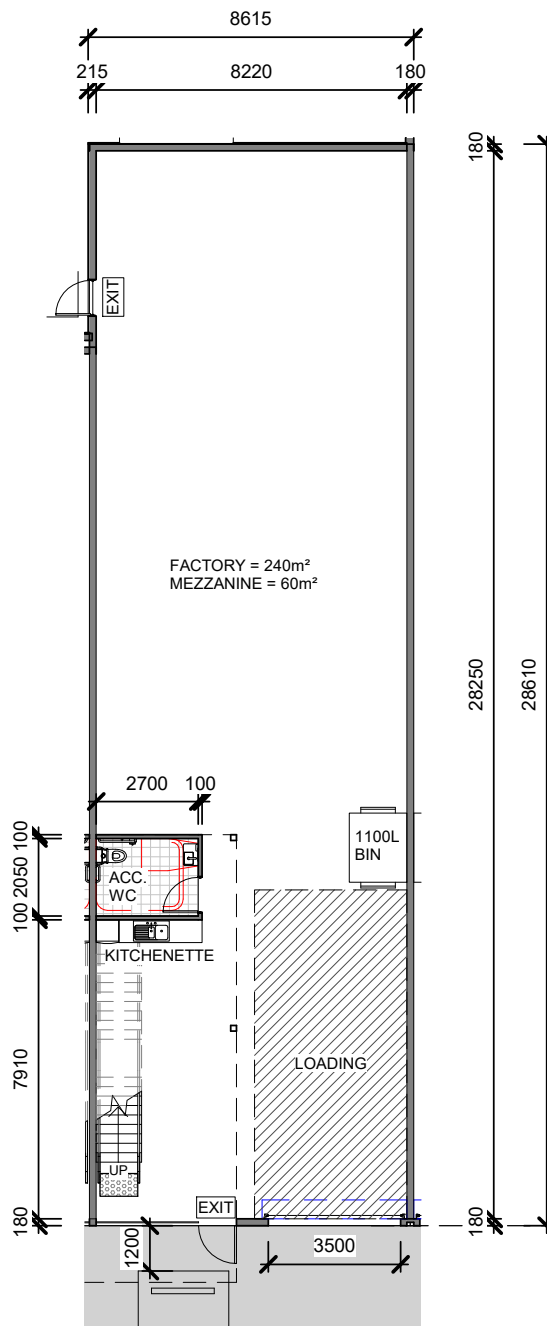 8615
215 8220 180
180
EXIT
FACTORY = 240m²
MEZZANINE = 60m²
28250
28610
2700 100
100
2050
100
1100L
BIN
ACC.
WC
KITCHENETTE
LOADING
7910
UP
EXIT
180
1200
3500
180